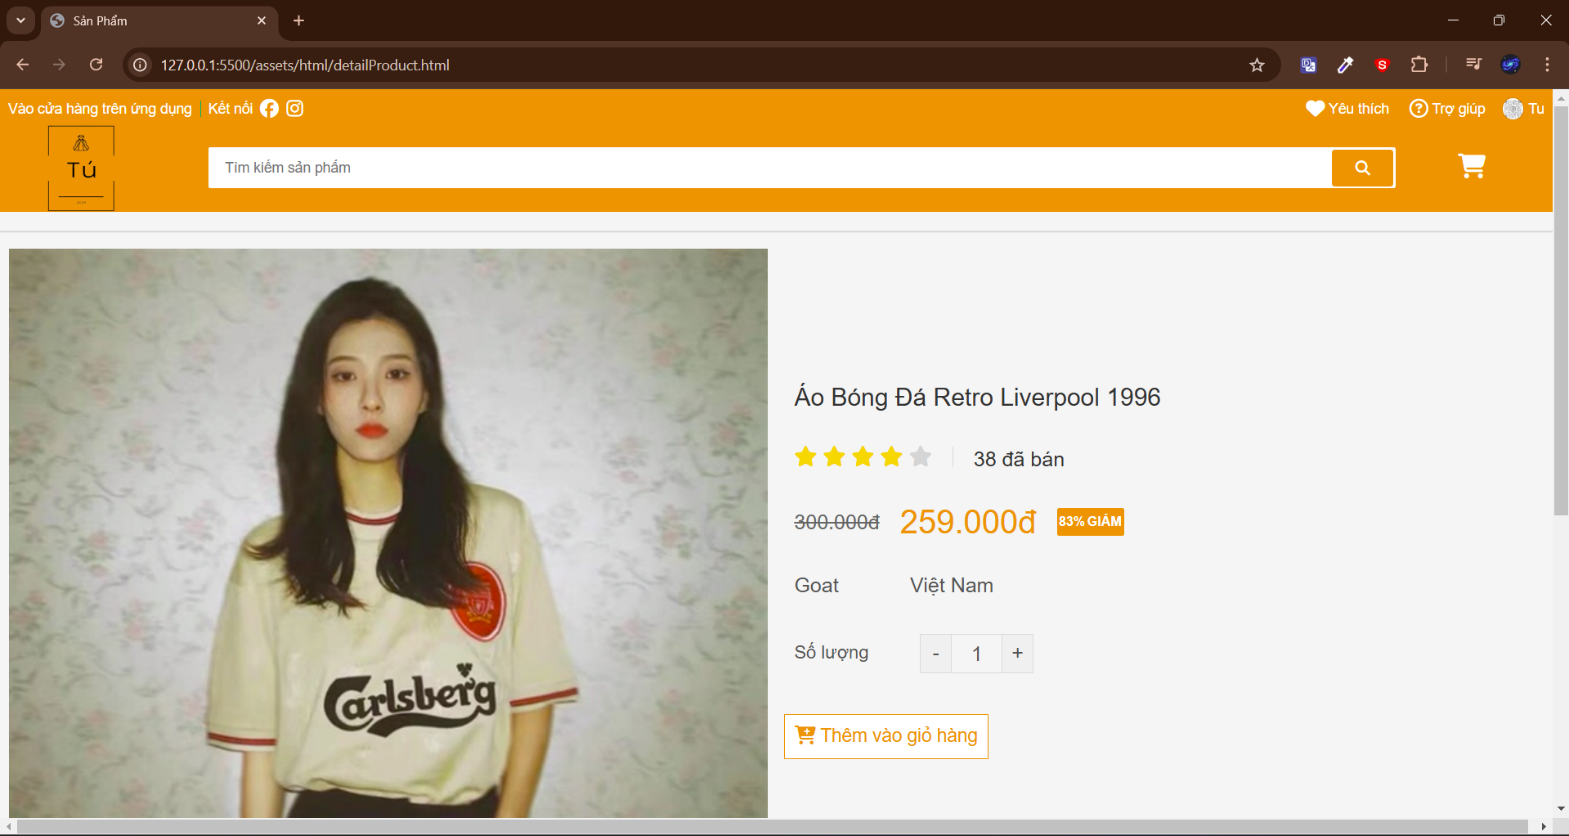 Sản Phẩm
127.0.0.1:5500/assets/html/detailProduct.html
Vào cửa hàng trên ứng dụng | Kết nối
Yêu thích Trợ giúp Tu
Tú
Tìm kiếm sản phẩm
Áo Bóng Đá Retro Liverpool 1996
38 đã bán
300.000đ 259.000đ 83% GIẢM
Goat Việt Nam
Số lượng - 1 +
Thêm vào giỏ hàng
Carlsberg